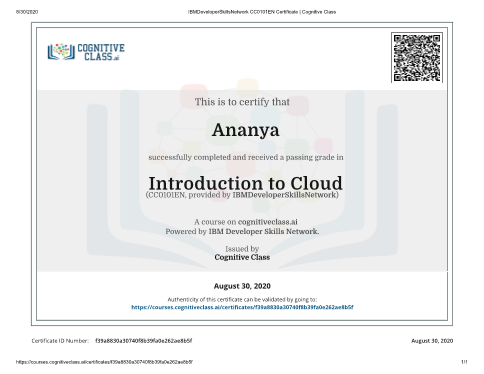 8/30/2020
IBMDeveloperSkillsNetwork CC0101EN Certificate | Cognitive Class
COGNITIVE
CLASS.ai
This is to certify that
Ananya
successfully completed and received a passing grade in
Introduction to Cloud
(CC0101EN, provided by IBMDeveloperSkillsNetwork)
A course on cognitiveclass.ai
Powered by IBM Developer Skills Network.
Issued by
Cognitive Class
August 30, 2020
Authenticity of this certificate can be validated by going to:
https://courses.cognitiveclass.ai/certificates/f39a8830a30740f8b39fa0e262ae8b5f
Certificate ID Number: f39a8830a30740f8b39fa0e262ae8b5f
August 30, 2020
https://courses.cognitiveclass.ai/certificates/f39a8830a30740f8b39fa0e262ae8b5f
1/1